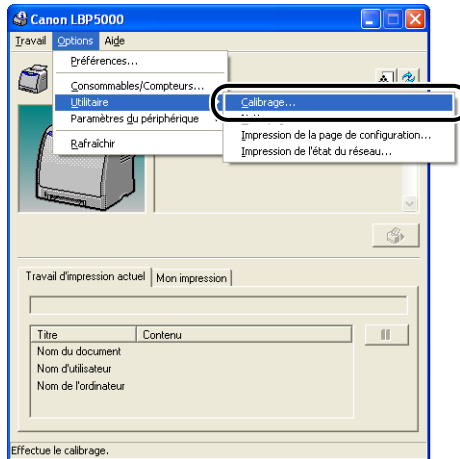 Canon LBP5000
Travail Options Aide
Préférences...
Consommables/Compteurs...
Utilitaire
Calibrage...
Paramètres du périphérique
Impression de la page de configuration...
Rafraîchir
Impression de l'état du réseau...
Travail d'impression actuel Mon impression
Titre Contenu
Nom du document
Nom d'utilisateur
Nom de l'ordinateur
Effectue le calibrage.